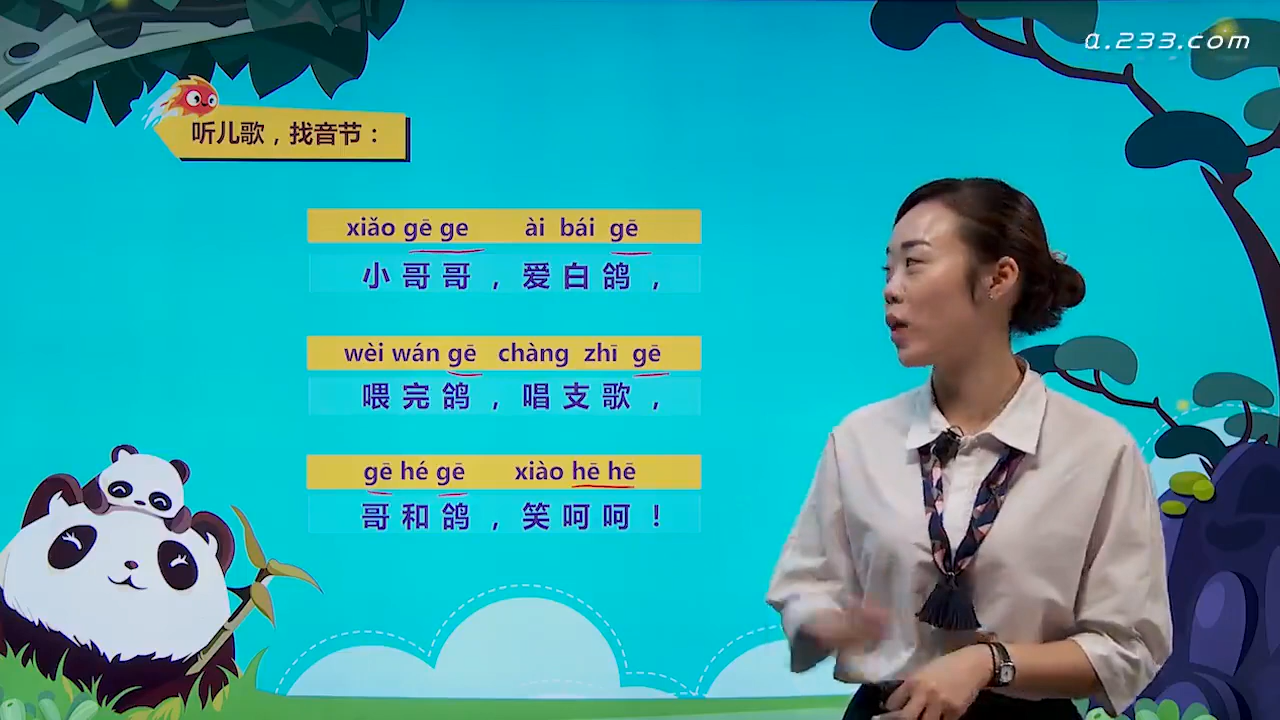 a.233.com
听儿歌，找音节：
xiǎo gē ge ài bái gē
小哥哥，爱白鸽，
wèi wán gē chàng zhī gē
喂完鸽，唱支歌，
gē hé gē xiào hē hē
哥和鸽，笑呵呵！